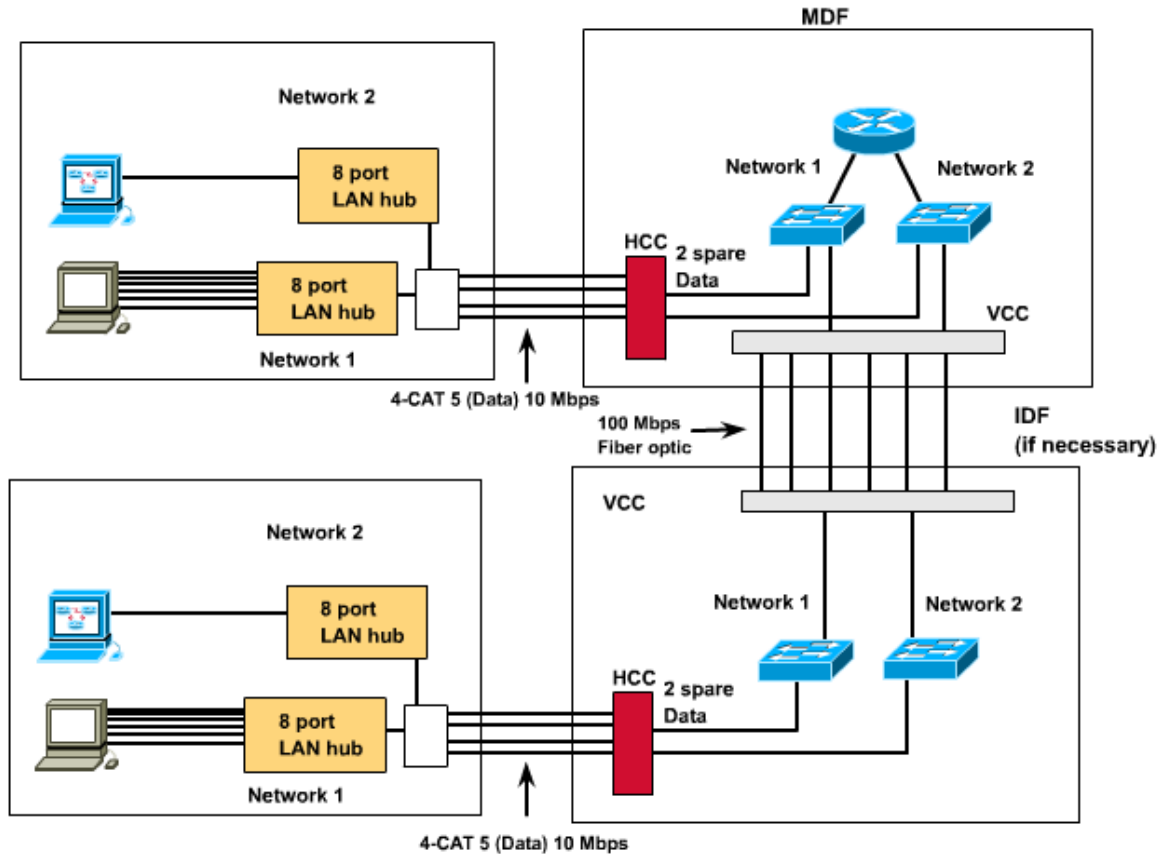 MDF
Network 2
8 port
LAN hub
8 port
LAN hub
Network 1
4-CAT 5 (Data) 10 Mbps
Network 1
Network 2
HCC
2 spare
Data
VCC
100 Mbps
Fiber optic
IDF
(if necessary)
Network 2
8 port
LAN hub
8 port
LAN hub
Network 1
4-CAT 5 (Data) 10 Mbps
VCC
Network 1
Network 2
HCC
2 spare
Data